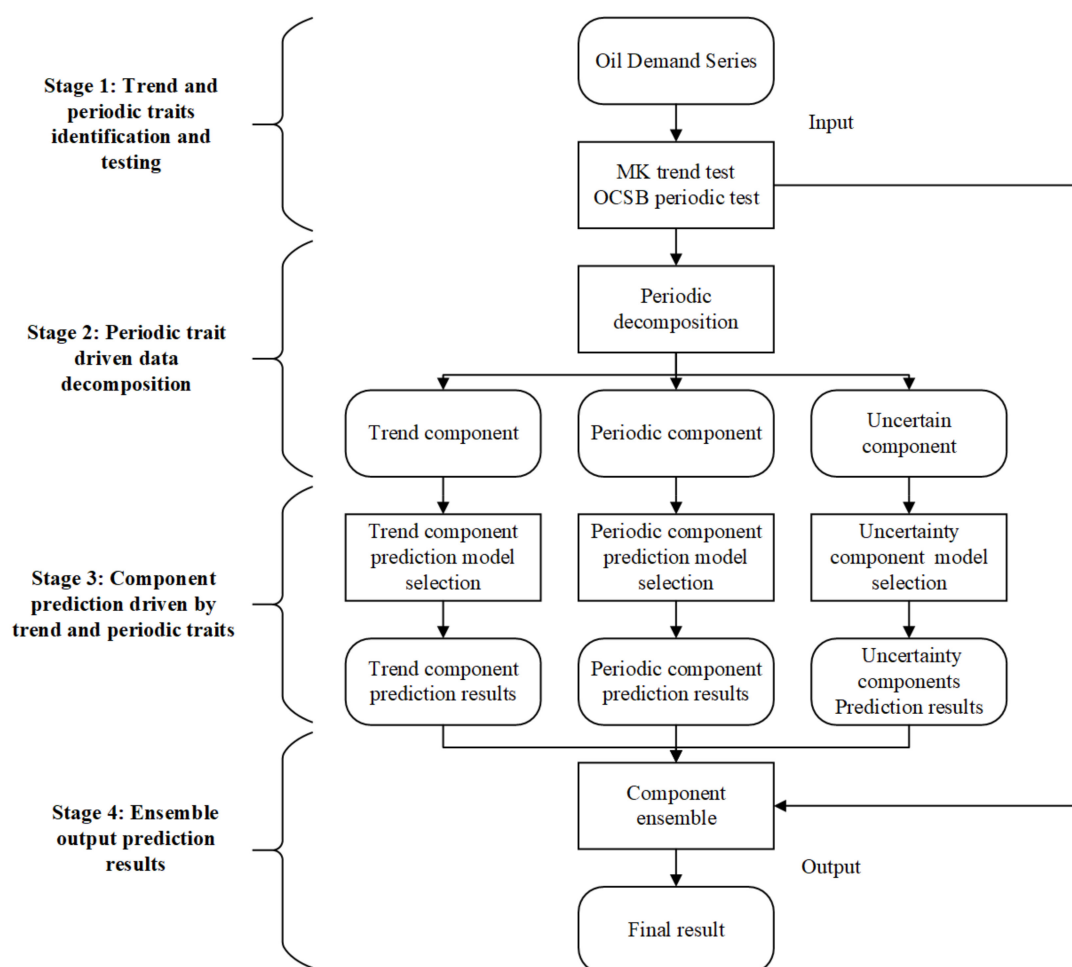 Oil Demand Series
Stage 1: Trend and
periodic traits
identification and
testing
Input
MK trend test
OCSB periodic test
Stage 2: Periodic trait
driven data
decomposition
Periodic
decomposition
Trend component
Periodic component
Uncertain
component
Stage 3: Component
prediction driven by
trend and periodic traits
Trend component
prediction model
selection
Periodic component
prediction model
selection
Uncertainty
component  model
selection
Trend component
prediction results
Periodic component
prediction results
Uncertainty
components
Prediction results
Stage 4: Ensemble
output prediction
results
Component
ensemble
Output
Final result